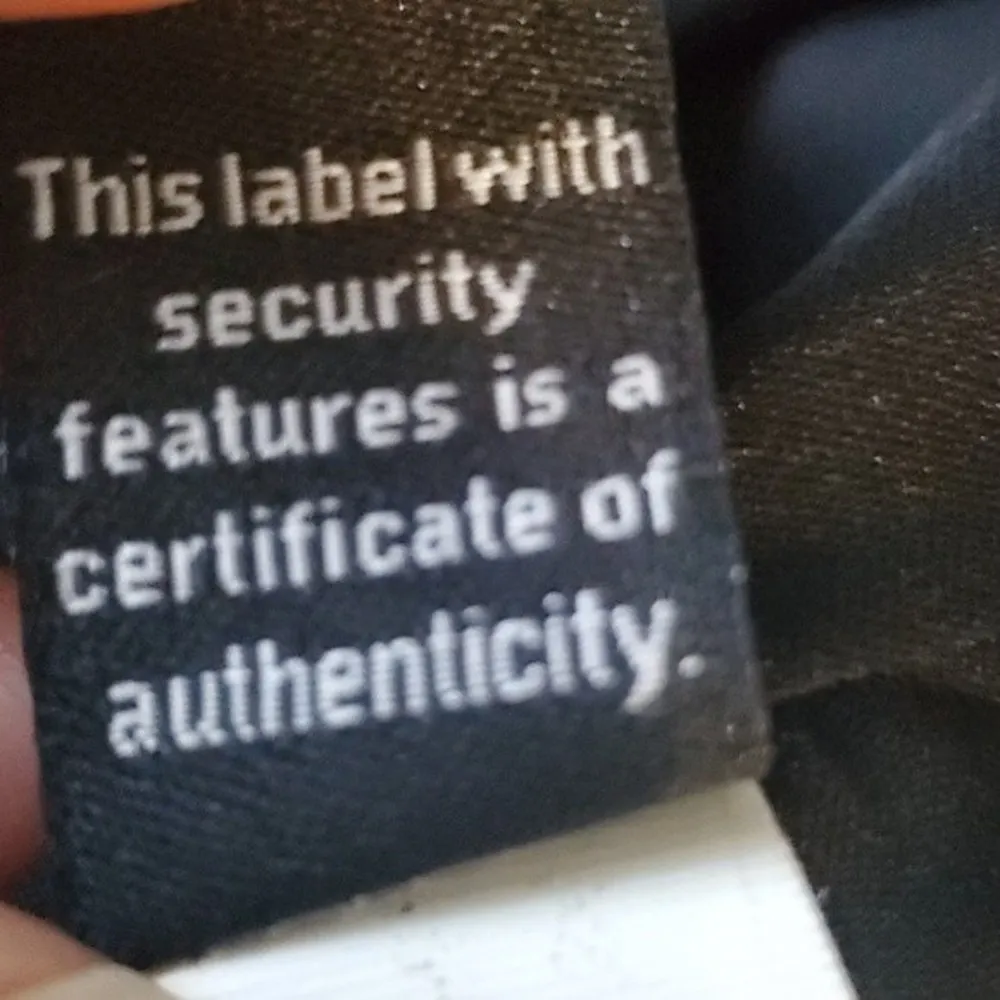 This label with
security
features is a
certificate of
authenticity.